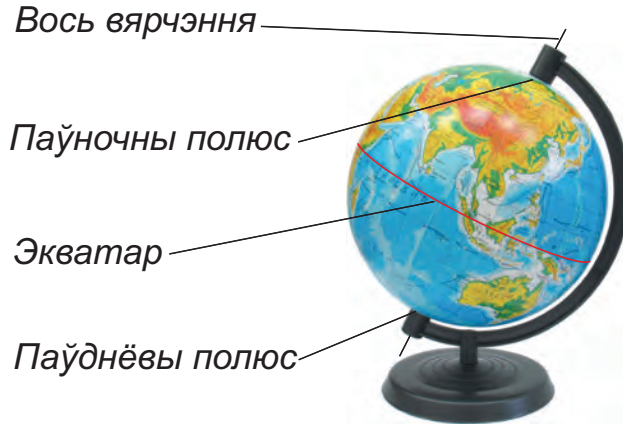 Вось вярчэння
Паўночны полюс
Экватар
Паўднёвы полюс